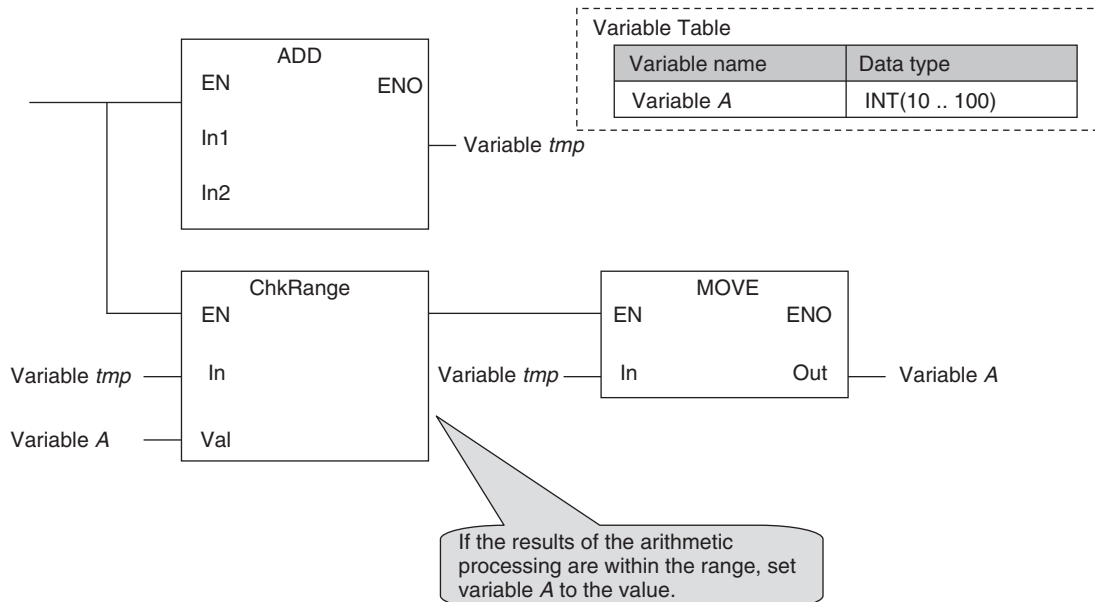 Variable Table
Variable name Data type
Variable A INT(10 .. 100)
ADD
EN ENO
In1
Variable tmp
In2
ChkRange
EN
Variable tmp In
Variable A Val
MOVE
EN ENO
Variable tmp In Out Variable A
If the results of the arithmetic
processing are within the range, set
variable A to the value.